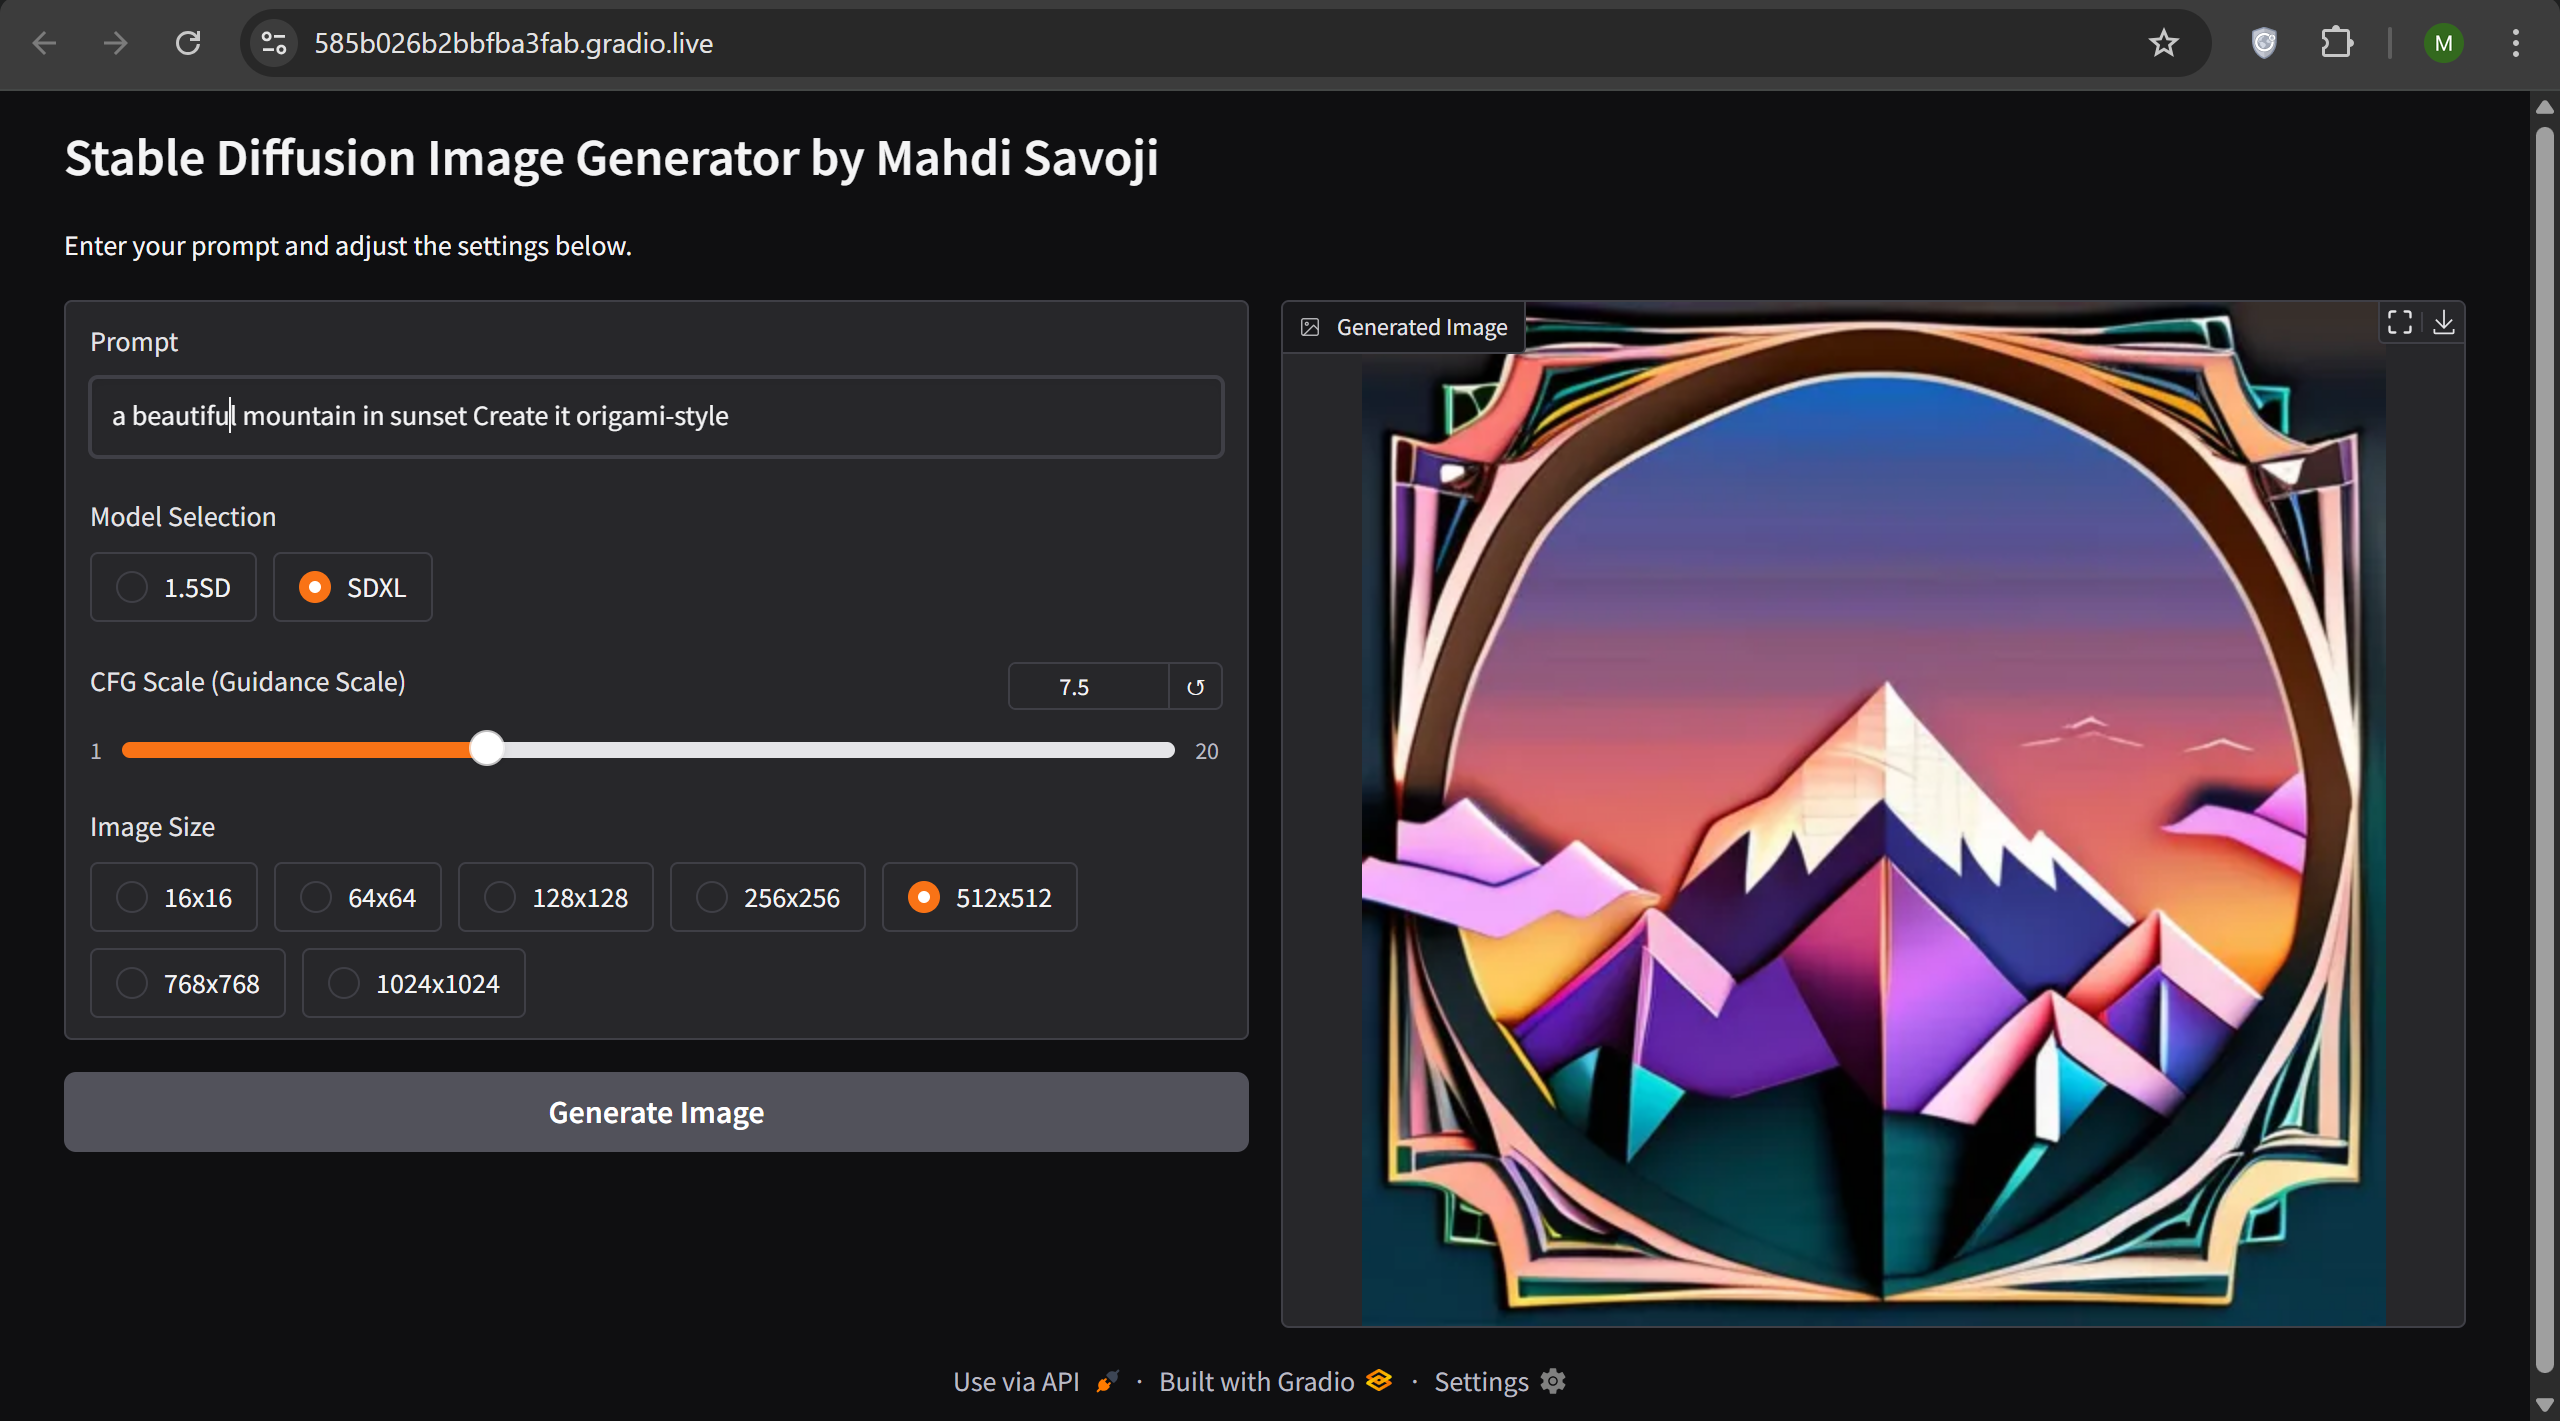 585b026b2bbfba3fab.gradio.live
M
Stable Diffusion Image Generator by Mahdi Savoji
Enter your prompt and adjust the settings below.
Prompt
a beautiful mountain in sunset Create it origami-style
Model Selection
1.5SD
SDXL
CFG Scale (Guidance Scale)
7.5
1
20
Image Size
16x16
64x64
128x128
256x256
512x512
768x768
1024x1024
Generate Image
Generated Image
Use via API · Built with Gradio · Settings